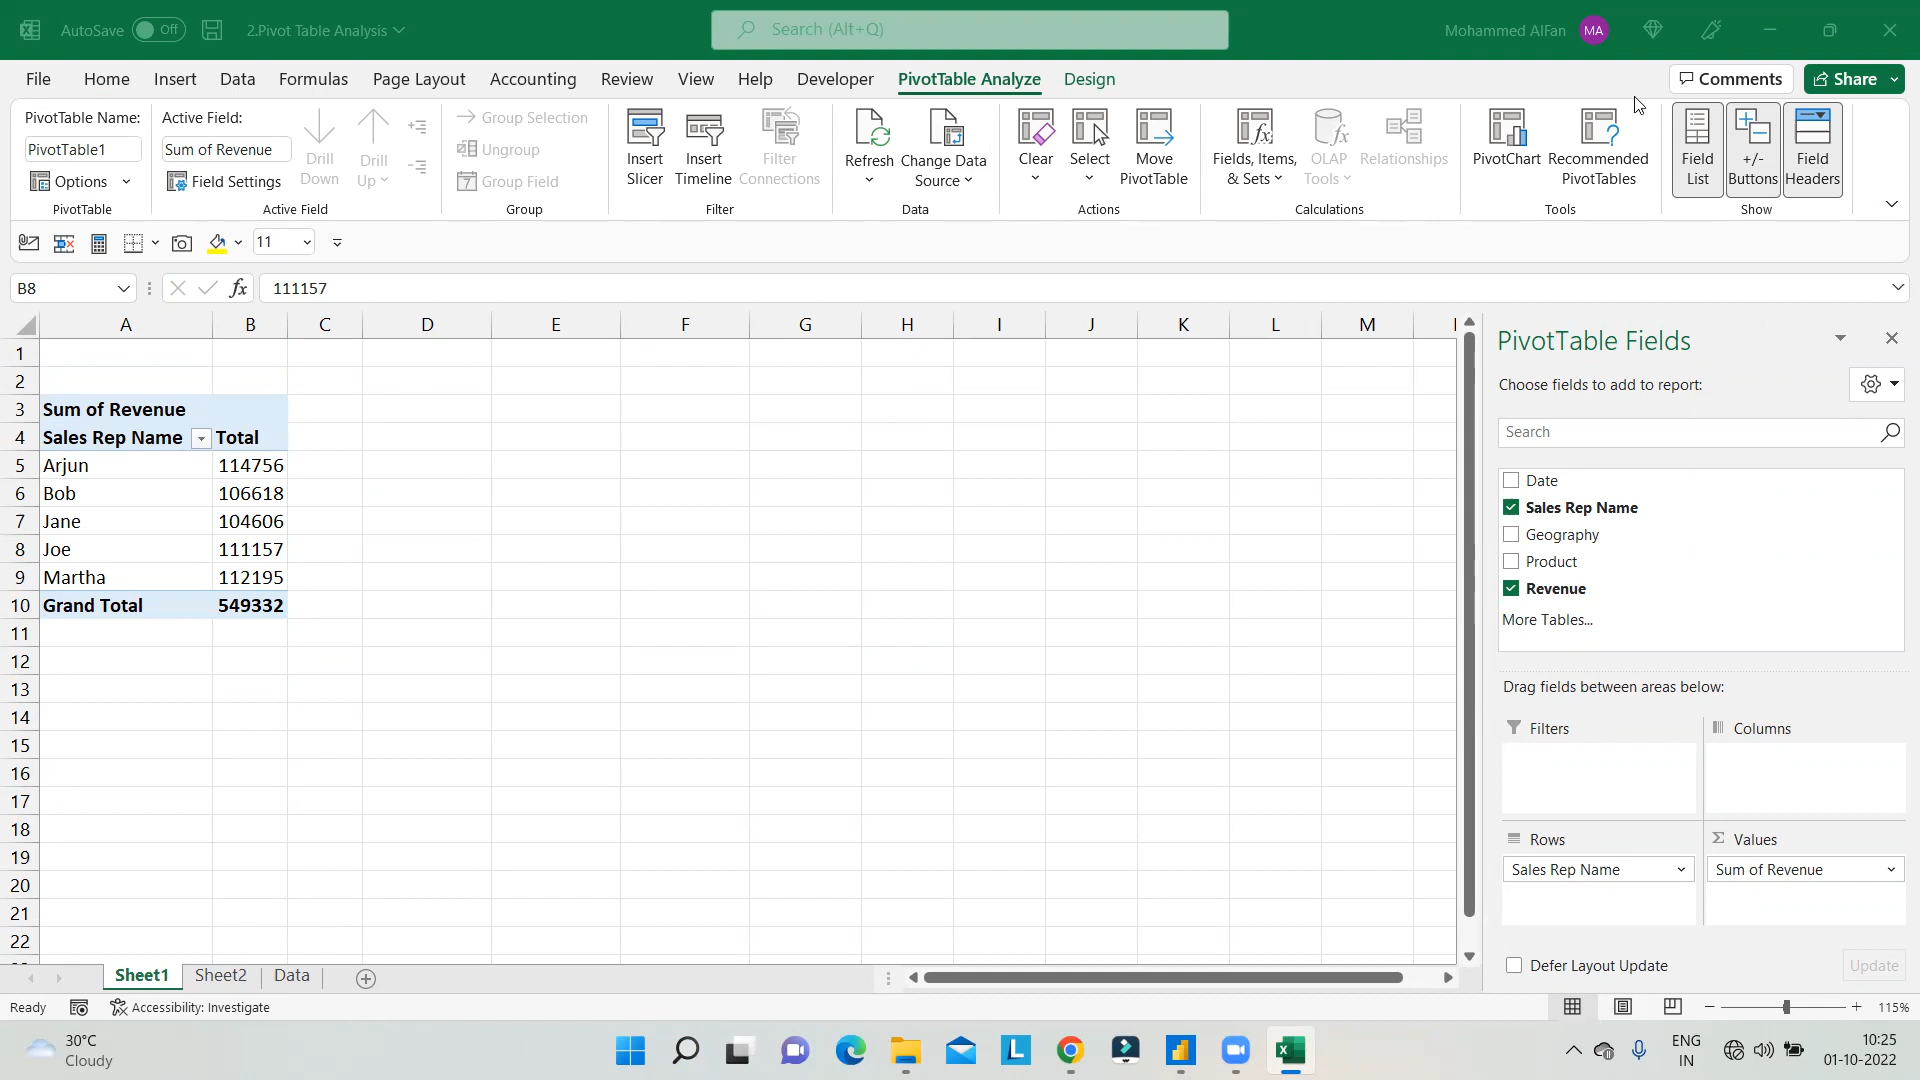 AutoSave Off 2.Pivot Table Analysis Search (Alt+Q) Mohammed AlFan MA
File Home Insert Data Formulas Page Layout Accounting Review View Help Developer PivotTable Analyze Design Comments Share
PivotTable Name:
PivotTable1
Options
PivotTable
Active Field:
Sum of Revenue
Field Settings
Drill Down
Drill Up
Active Field
Group Selection
Ungroup
Group Field
Group
Insert Slicer
Insert Timeline
Filter Connections
Filter
Refresh
Change Data Source
Data
Clear
Select
Move PivotTable
Actions
Fields, Items, & Sets
OLAP Tools
Relationships
Calculations
PivotChart
Recommended PivotTables
Tools
Field List
+/- Buttons
Field Headers
Show
11
B8 fx 111157
A B C D E F G H I J K L M
1
2
3 Sum of Revenue
4 Sales Rep Name Total
5 Arjun 114756
6 Bob 106618
7 Jane 104606
8 Joe 111157
9 Martha 112195
10 Grand Total 549332
11
12
13
14
15
16
17
18
19
20
21
22
PivotTable Fields
Choose fields to add to report:
Search
Date
Sales Rep Name
Geography
Product
Revenue
More Tables...
Drag fields between areas below:
Filters
Columns
Rows
Sales Rep Name
Σ Values
Sum of Revenue
Defer Layout Update Update
Sheet1 Sheet2 Data
Ready Accessibility: Investigate 115%
30°C
Cloudy
ENG
IN
10:25
01-10-2022